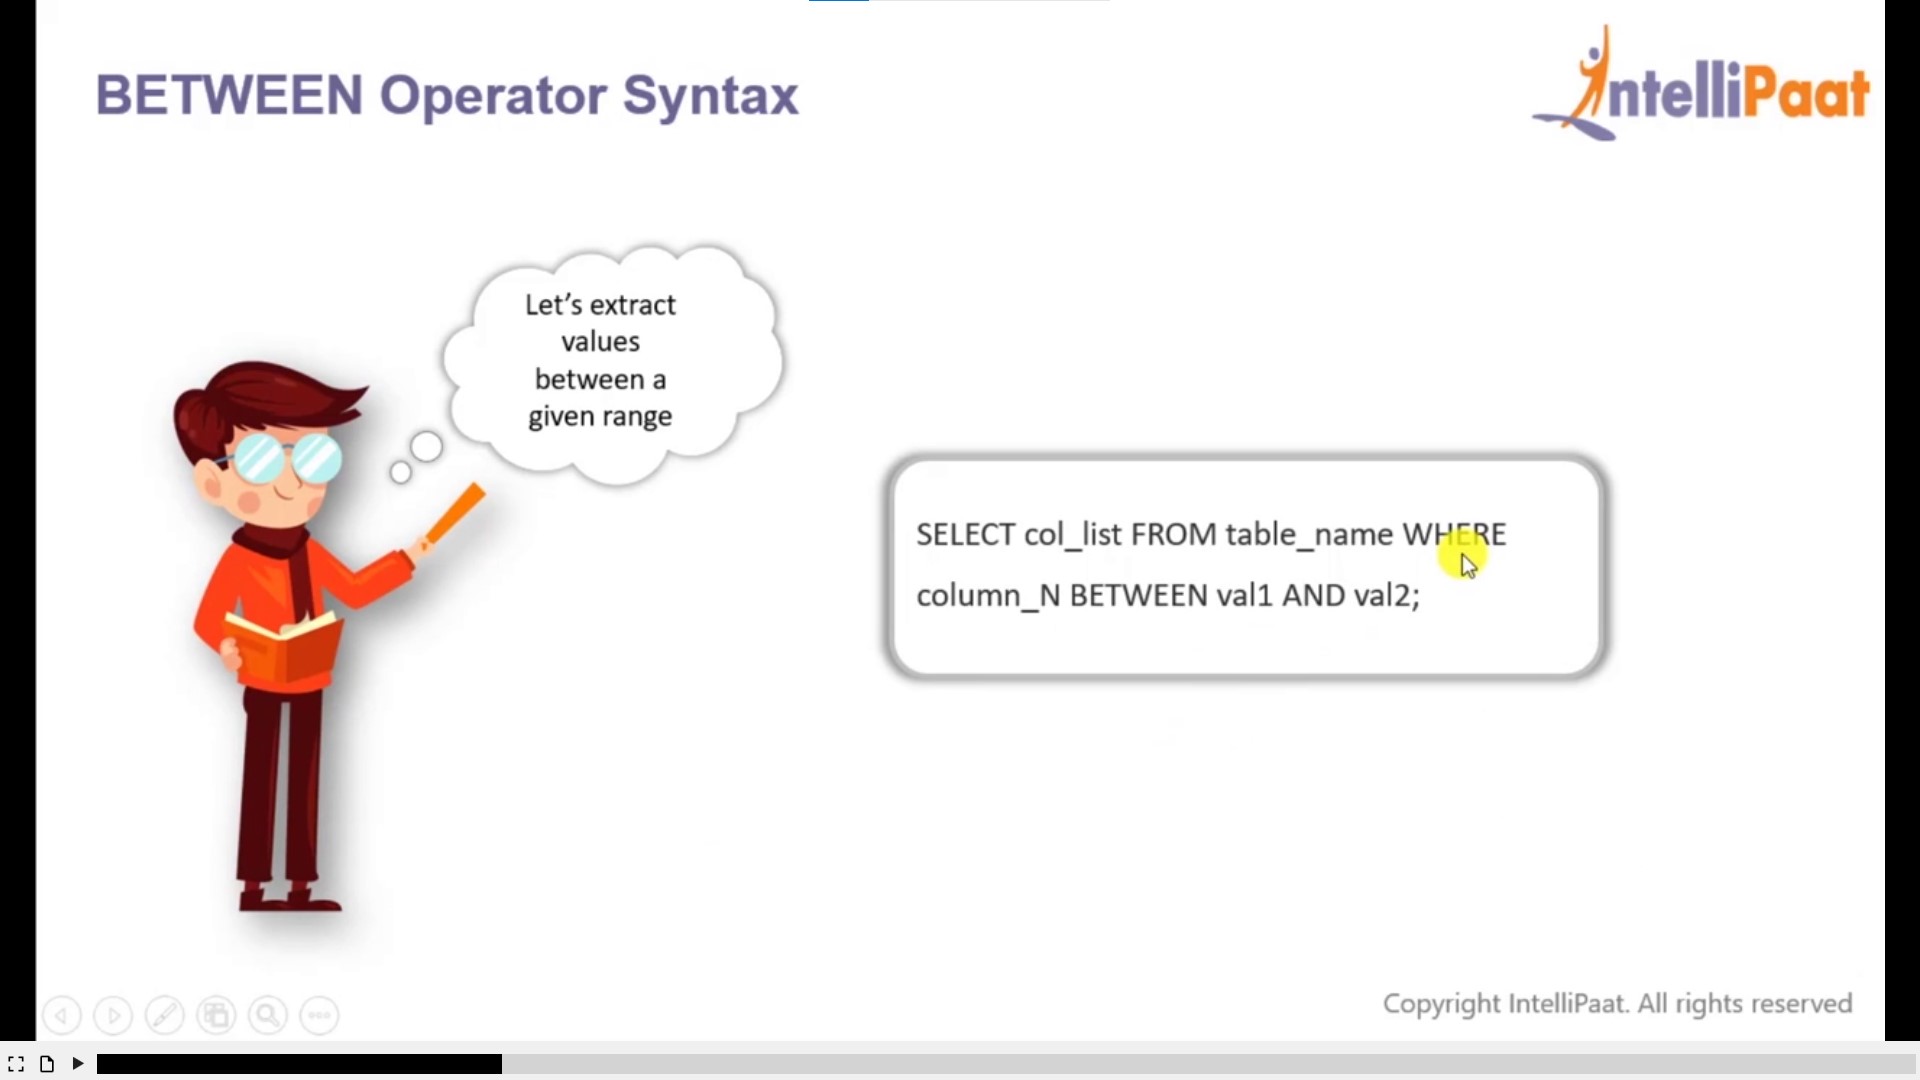 BETWEEN Operator Syntax
IntelliPaat
Let’s extract
values
between a
given range
SELECT col_list FROM table_name WHERE
column_N BETWEEN val1 AND val2;
Copyright IntelliPaat. All rights reserved